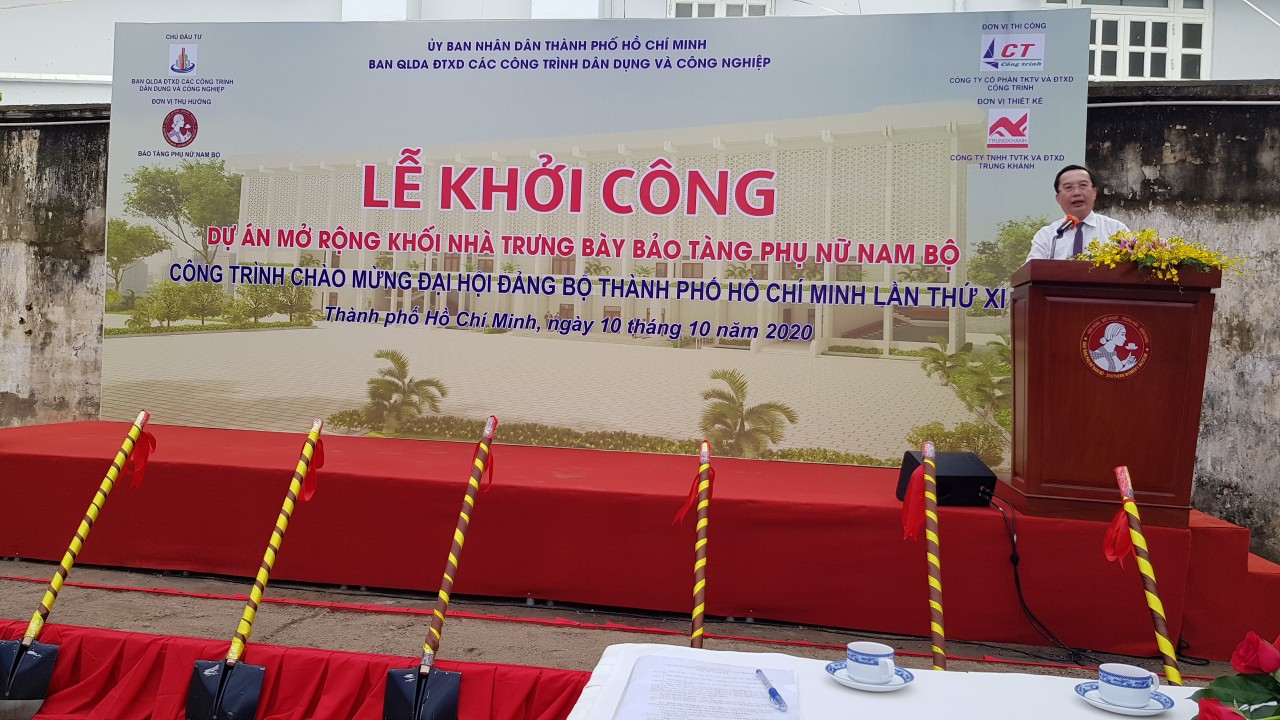 CHỦ ĐẦU TƯ
BAN QLDA ĐTXD CÁC CÔNG TRÌNH
DÂN DỤNG VÀ CÔNG NGHIỆP
ĐƠN VỊ THỤ HƯỞNG
BẢO TÀNG PHỤ NỮ NAM BỘ
ỦY BAN NHÂN DÂN THÀNH PHỐ HỒ CHÍ MINH
BAN QLDA ĐTXD CÁC CÔNG TRÌNH DÂN DỤNG VÀ CÔNG NGHIỆP
ĐƠN VỊ THI CÔNG
CT
Công trình
CÔNG TY CỔ PHẦN TKTV VÀ ĐTXD
CÔNG TRÌNH
ĐƠN VỊ THIẾT KẾ
TRUNGKHÁNH
CÔNG TY TNHH TVTK VÀ ĐTXD
TRUNG KHÁNH
LỄ KHỞI CÔNG
DỰ ÁN MỞ RỘNG KHỐI NHÀ TRƯNG BÀY BẢO TÀNG PHỤ NỮ NAM BỘ
CÔNG TRÌNH CHÀO MỪNG ĐẠI HỘI ĐẢNG BỘ THÀNH PHỐ HỒ CHÍ MINH LẦN THỨ XI
Thành phố Hồ Chí Minh, ngày 10 tháng 10 năm 2020